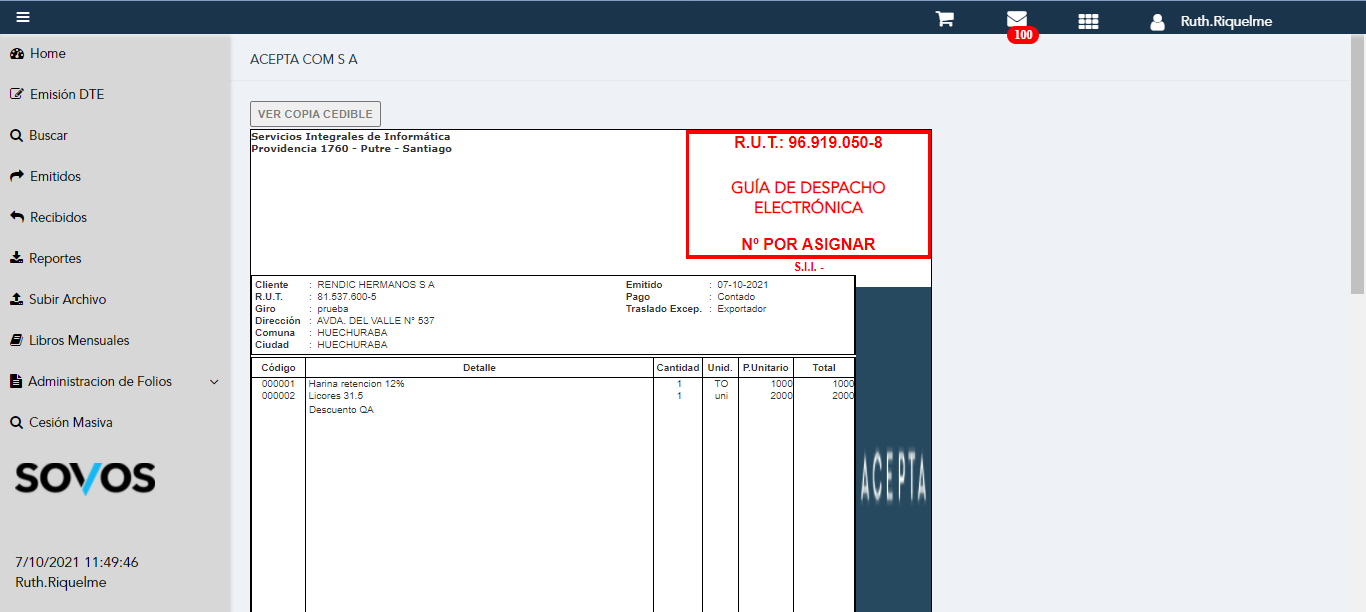 Ruth.Riquelme
100
Home
Emisión DTE
Buscar
Emitidos
Recibidos
Reportes
Subir Archivo
Libros Mensuales
Administracion de Folios
Cesión Masiva
SOVOS
7/10/2021 11:49:46
Ruth.Riquelme
ACEPTA COM S A
VER COPIA CEDIBLE
Servicios Integrales de Informática
Providencia 1760 - Putre - Santiago
R.U.T.: 96.919.050-8
GUÍA DE DESPACHO
ELECTRÓNICA
Nº POR ASIGNAR
S.I.I. -
Cliente : RENDIC HERMANOS S A Emitido : 07-10-2021
R.U.T. : 81.537.600-5 Pago : Contado
Giro : prueba Traslado Excep. : Exportador
Dirección : AVDA. DEL VALLE N° 537
Comuna : HUECHURABA
Ciudad : HUECHURABA
Código Detalle Cantidad Unid. P.Unitario Total
000001 Harina retencion 12% 1 TO 1000 1000
000002 Licores 31.5 1 uni 2000 2000
Descuento QA
ACEPTA